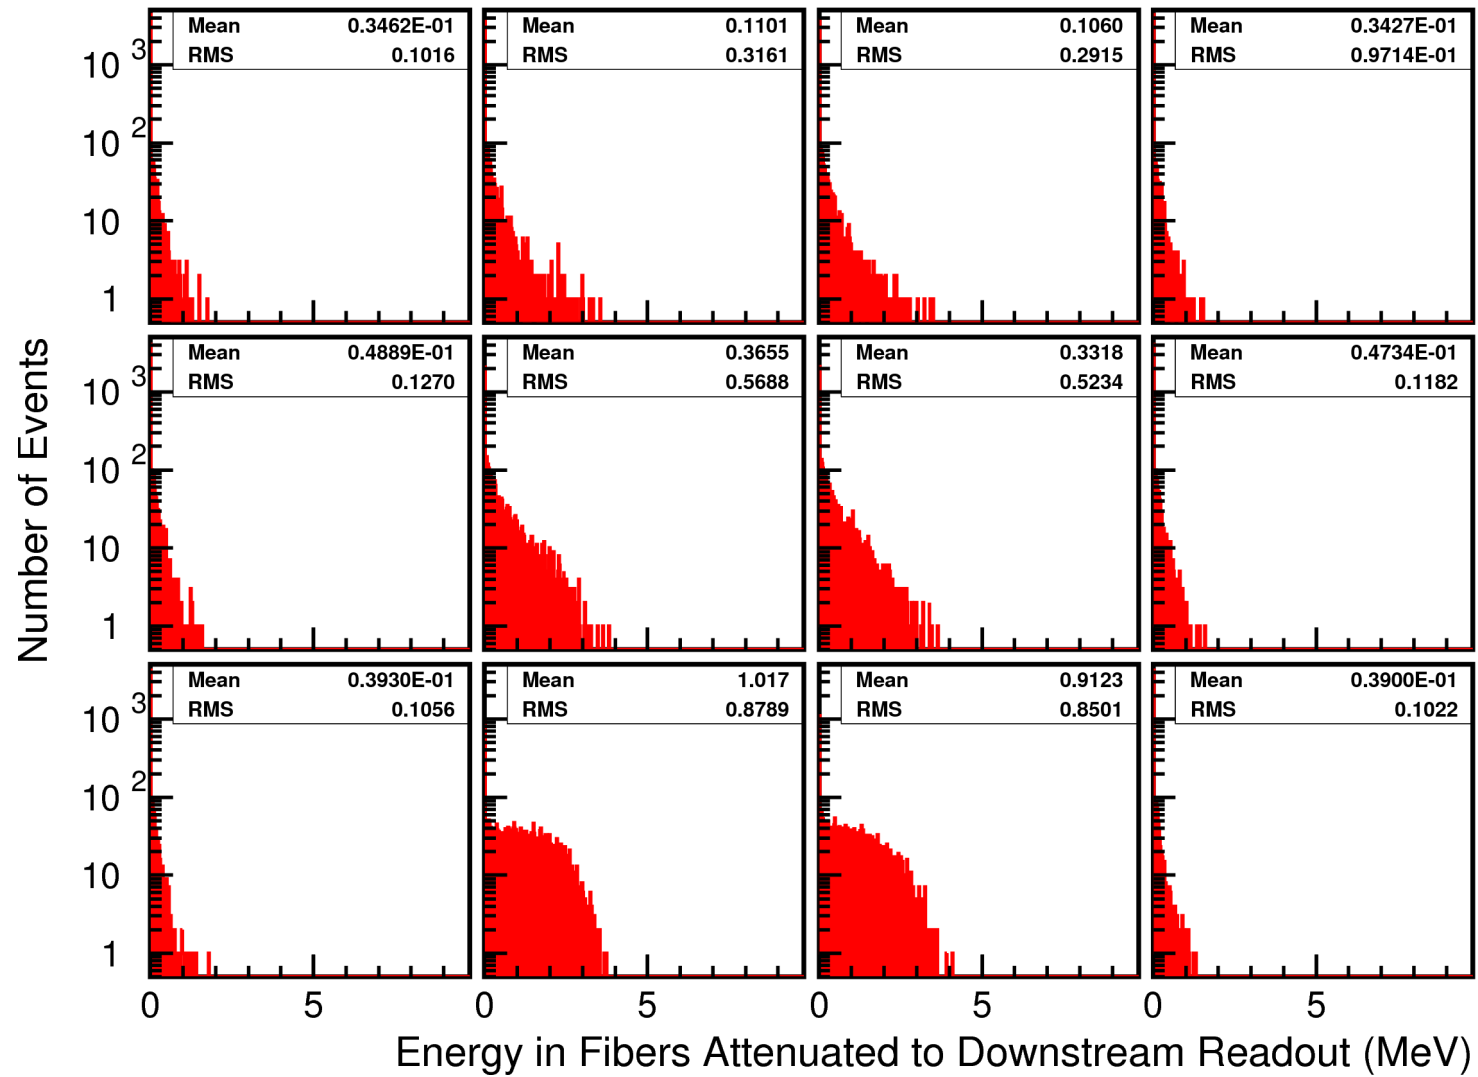 Mean 0.3462E-01
RMS 0.1016
Mean 0.1101
RMS 0.3161
Mean 0.1060
RMS 0.2915
Mean 0.3427E-01
RMS 0.9714E-01
10 3
10 2
10
1
Mean 0.4889E-01
RMS 0.1270
Mean 0.3655
RMS 0.5688
Mean 0.3318
RMS 0.5234
Mean 0.4734E-01
RMS 0.1182
10 3
10 2
10
1
Number of Events
Mean 0.3930E-01
RMS 0.1056
Mean 1.017
RMS 0.8789
Mean 0.9123
RMS 0.8501
Mean 0.3900E-01
RMS 0.1022
10 3
10 2
10
1
0 5 0 5 0 5 0 5
Energy in Fibers Attenuated to Downstream Readout (MeV)